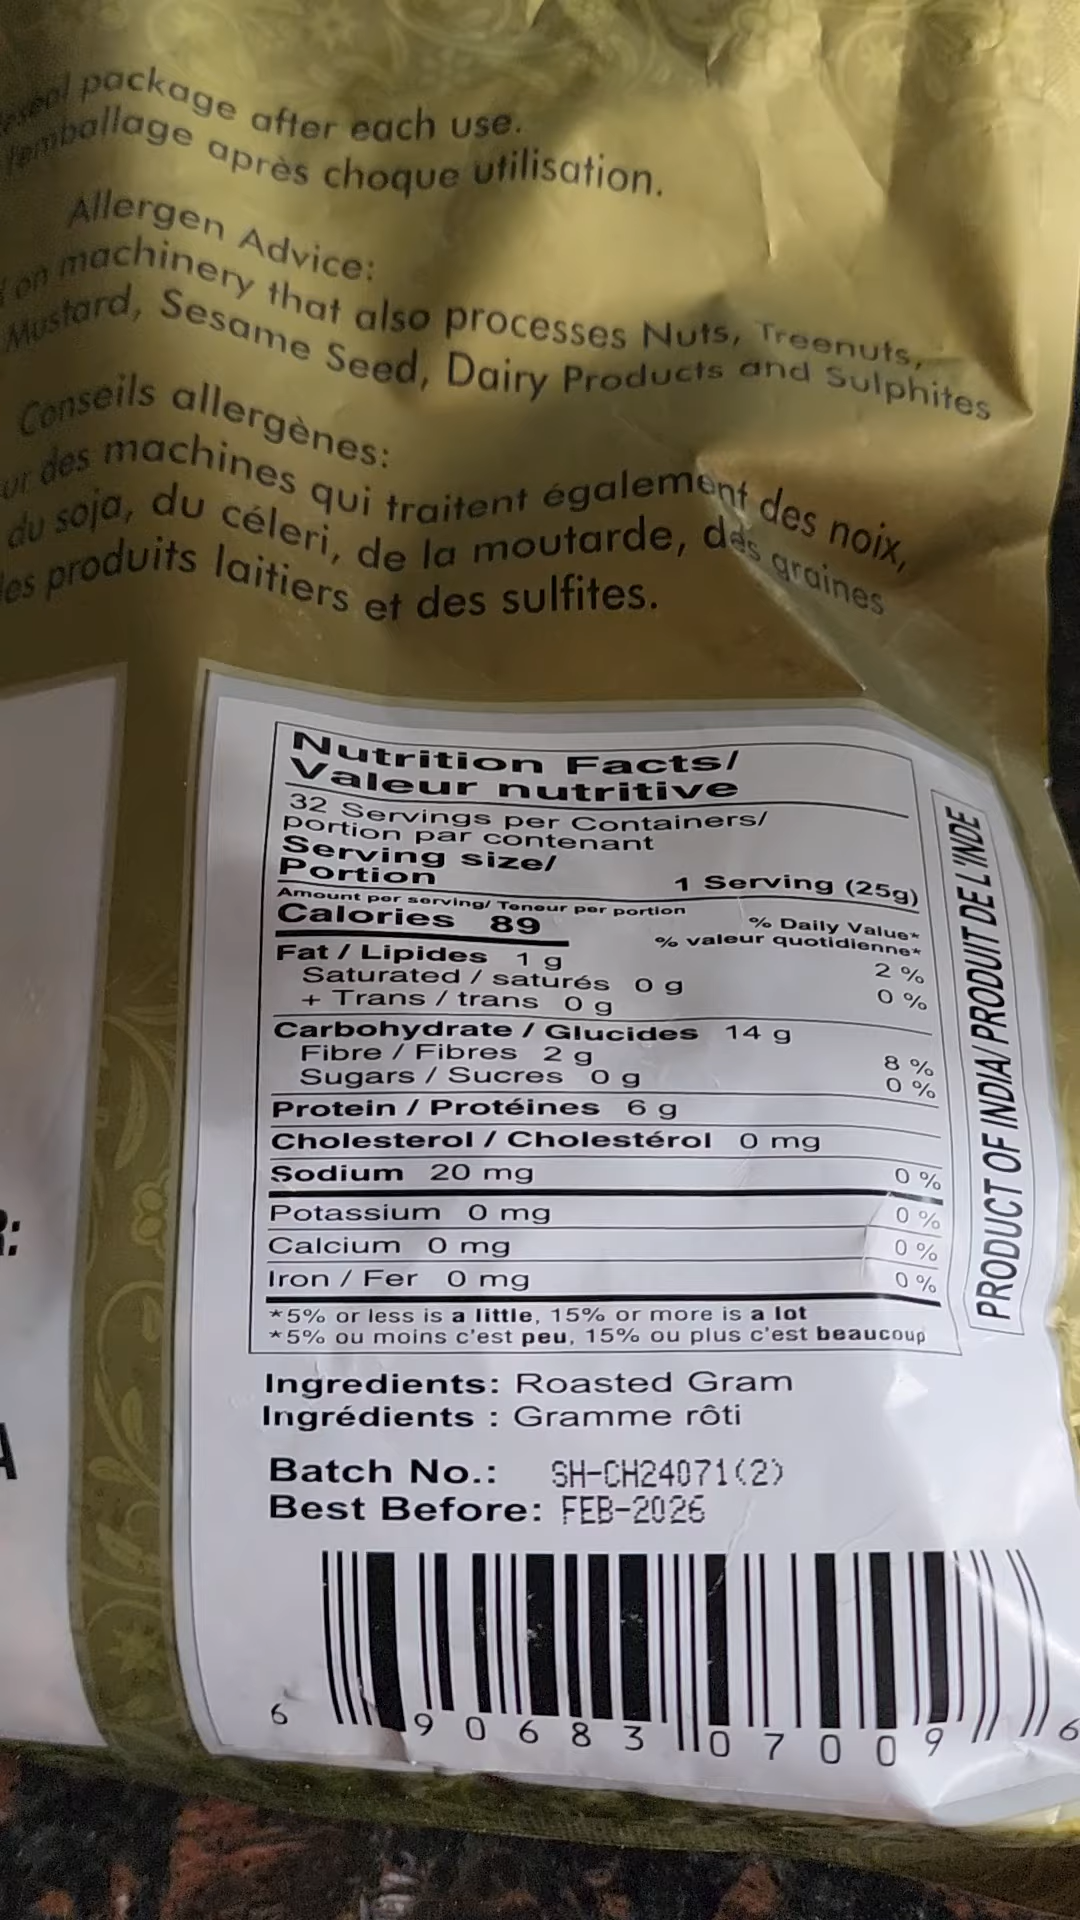 package after each use.
après choque utilisation.
Allergen Advice:
on machinery that also processes Nuts, Treenuts,
Mustard, Sesame Seed, Dairy Products and Sulphites
Conseils allergènes:
des machines qui traitent également des noix,
du soja, du céleri, de la moutarde, des graines
produits laitiers et des sulfites.
Nutrition Facts/
Valeur nutritive
32 Servings per Containers/
portion par contenant
Serving size/
Portion 1 Serving (25g)
Amount per serving/ Teneur per portion
Calories 89
% Daily Value*
% valeur quotidienne*
Fat / Lipides 1 g 2 %
Saturated / saturés 0 g
+ Trans / trans 0 g 0 %
Carbohydrate / Glucides 14 g
Fibre / Fibres 2 g 8 %
Sugars / Sucres 0 g 0 %
Protein / Protéines 6 g
Cholesterol / Cholestérol 0 mg
Sodium 20 mg 0 %
Potassium 0 mg 0 %
Calcium 0 mg 0 %
Iron / Fer 0 mg 0 %
*5% or less is a little, 15% or more is a lot
*5% ou moins c'est peu, 15% ou plus c'est beaucoup
PRODUCT OF INDIA/ PRODUIT DE L'INDE
Ingredients: Roasted Gram
Ingrédients : Gramme rôti
Batch No.: SH-CH24071(2)
Best Before: FEB-2026
6 90683 07009 6